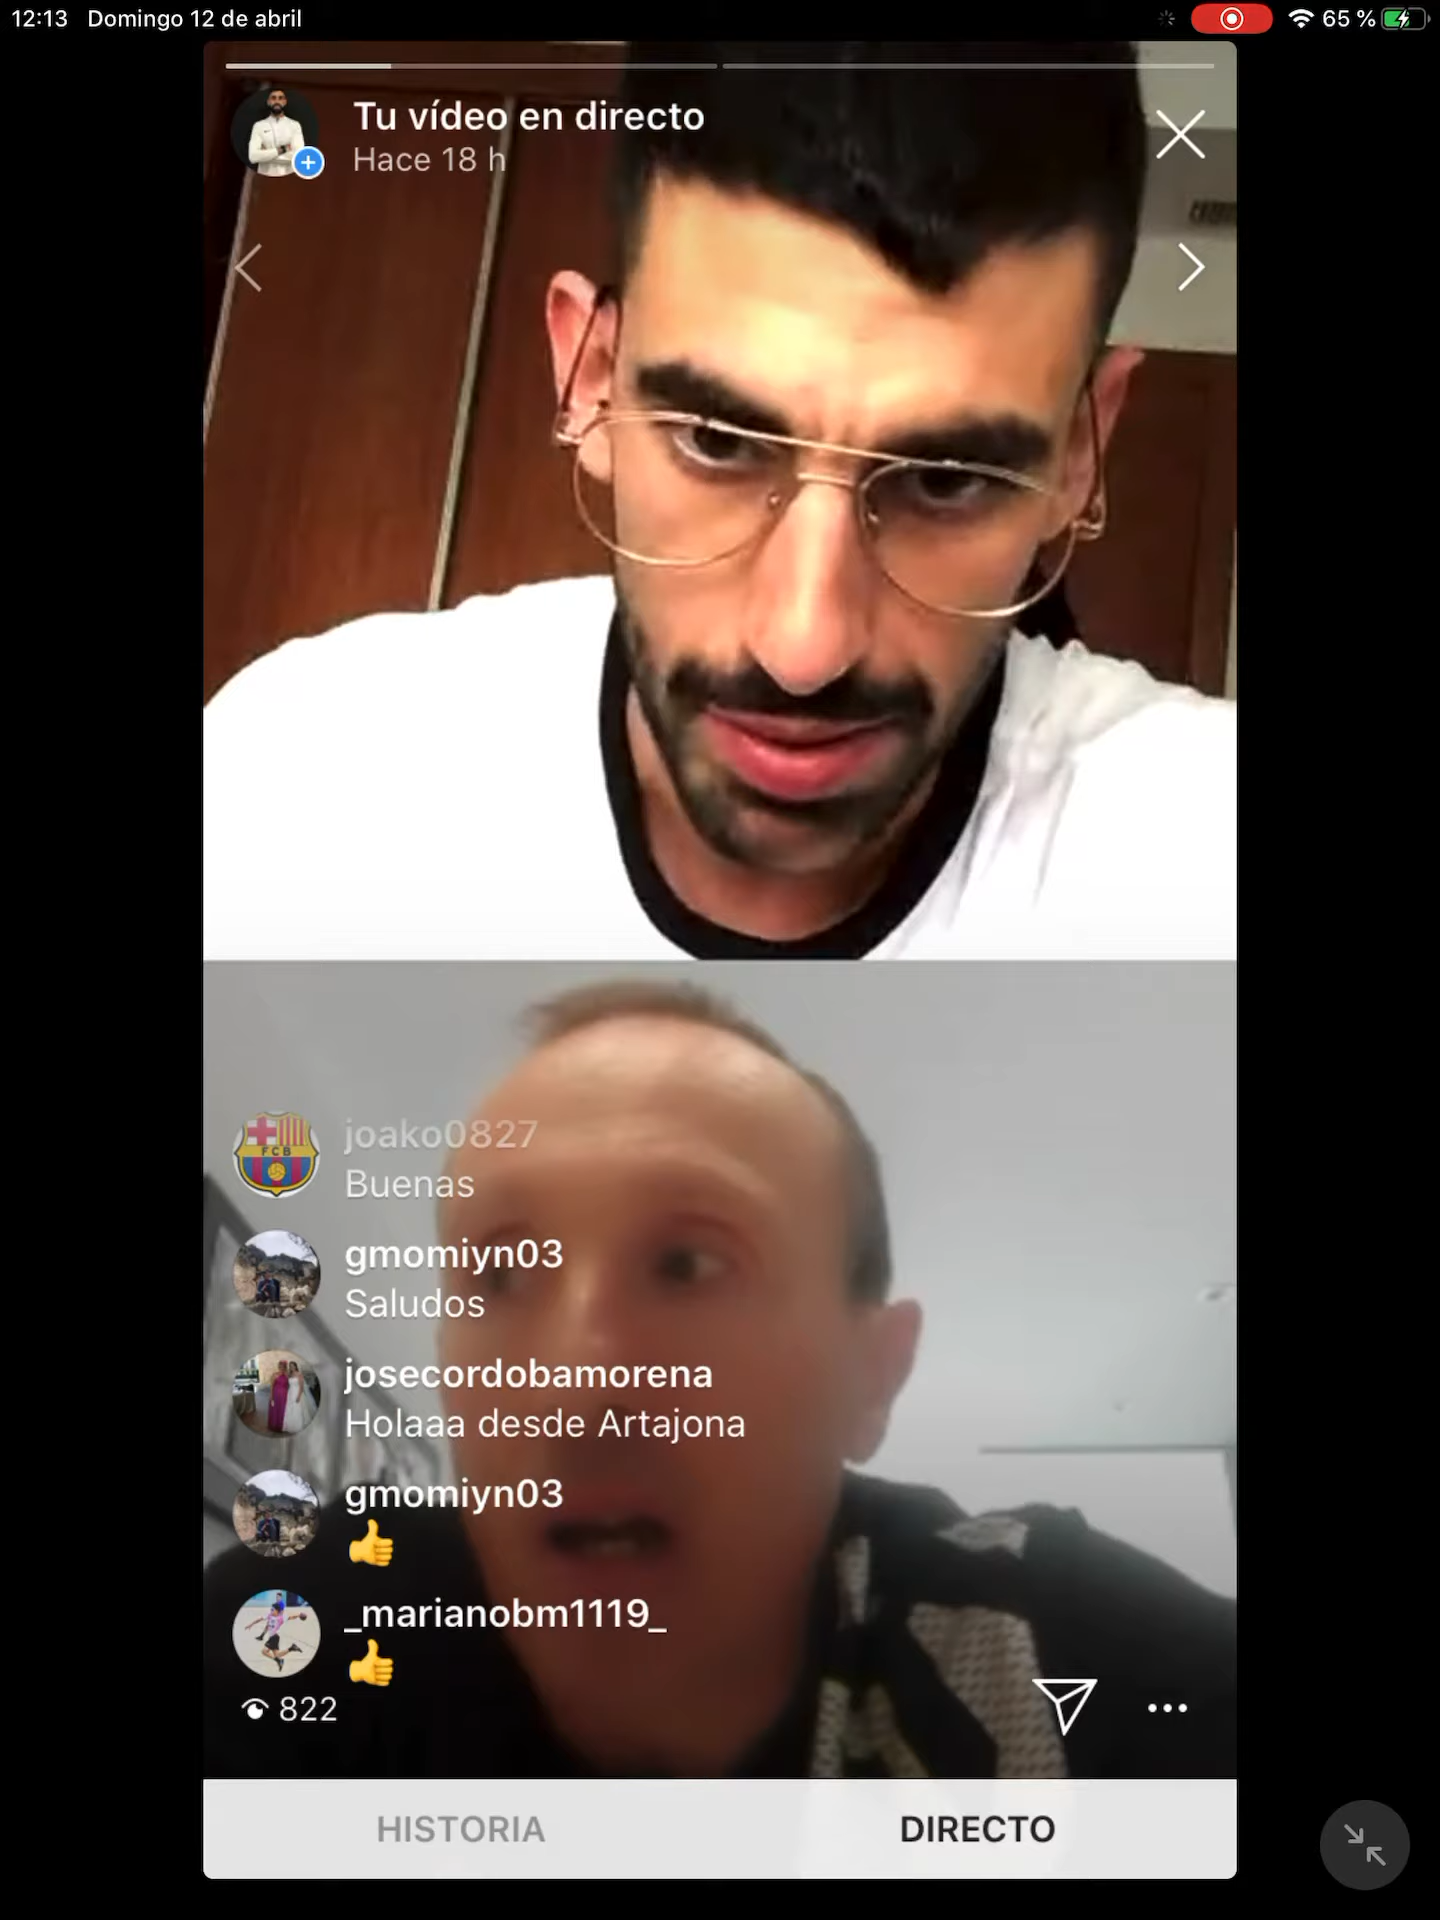 12:13 Domingo 12 de abril
65 %
Tu vídeo en directo
Hace 18 h
FCB
joako0827
Buenas
gmomiyn03
Saludos
josecordobamorena
Holaaa desde Artajona
gmomiyn03
👍
_marianobm1119_
👍
822
HISTORIA
DIRECTO